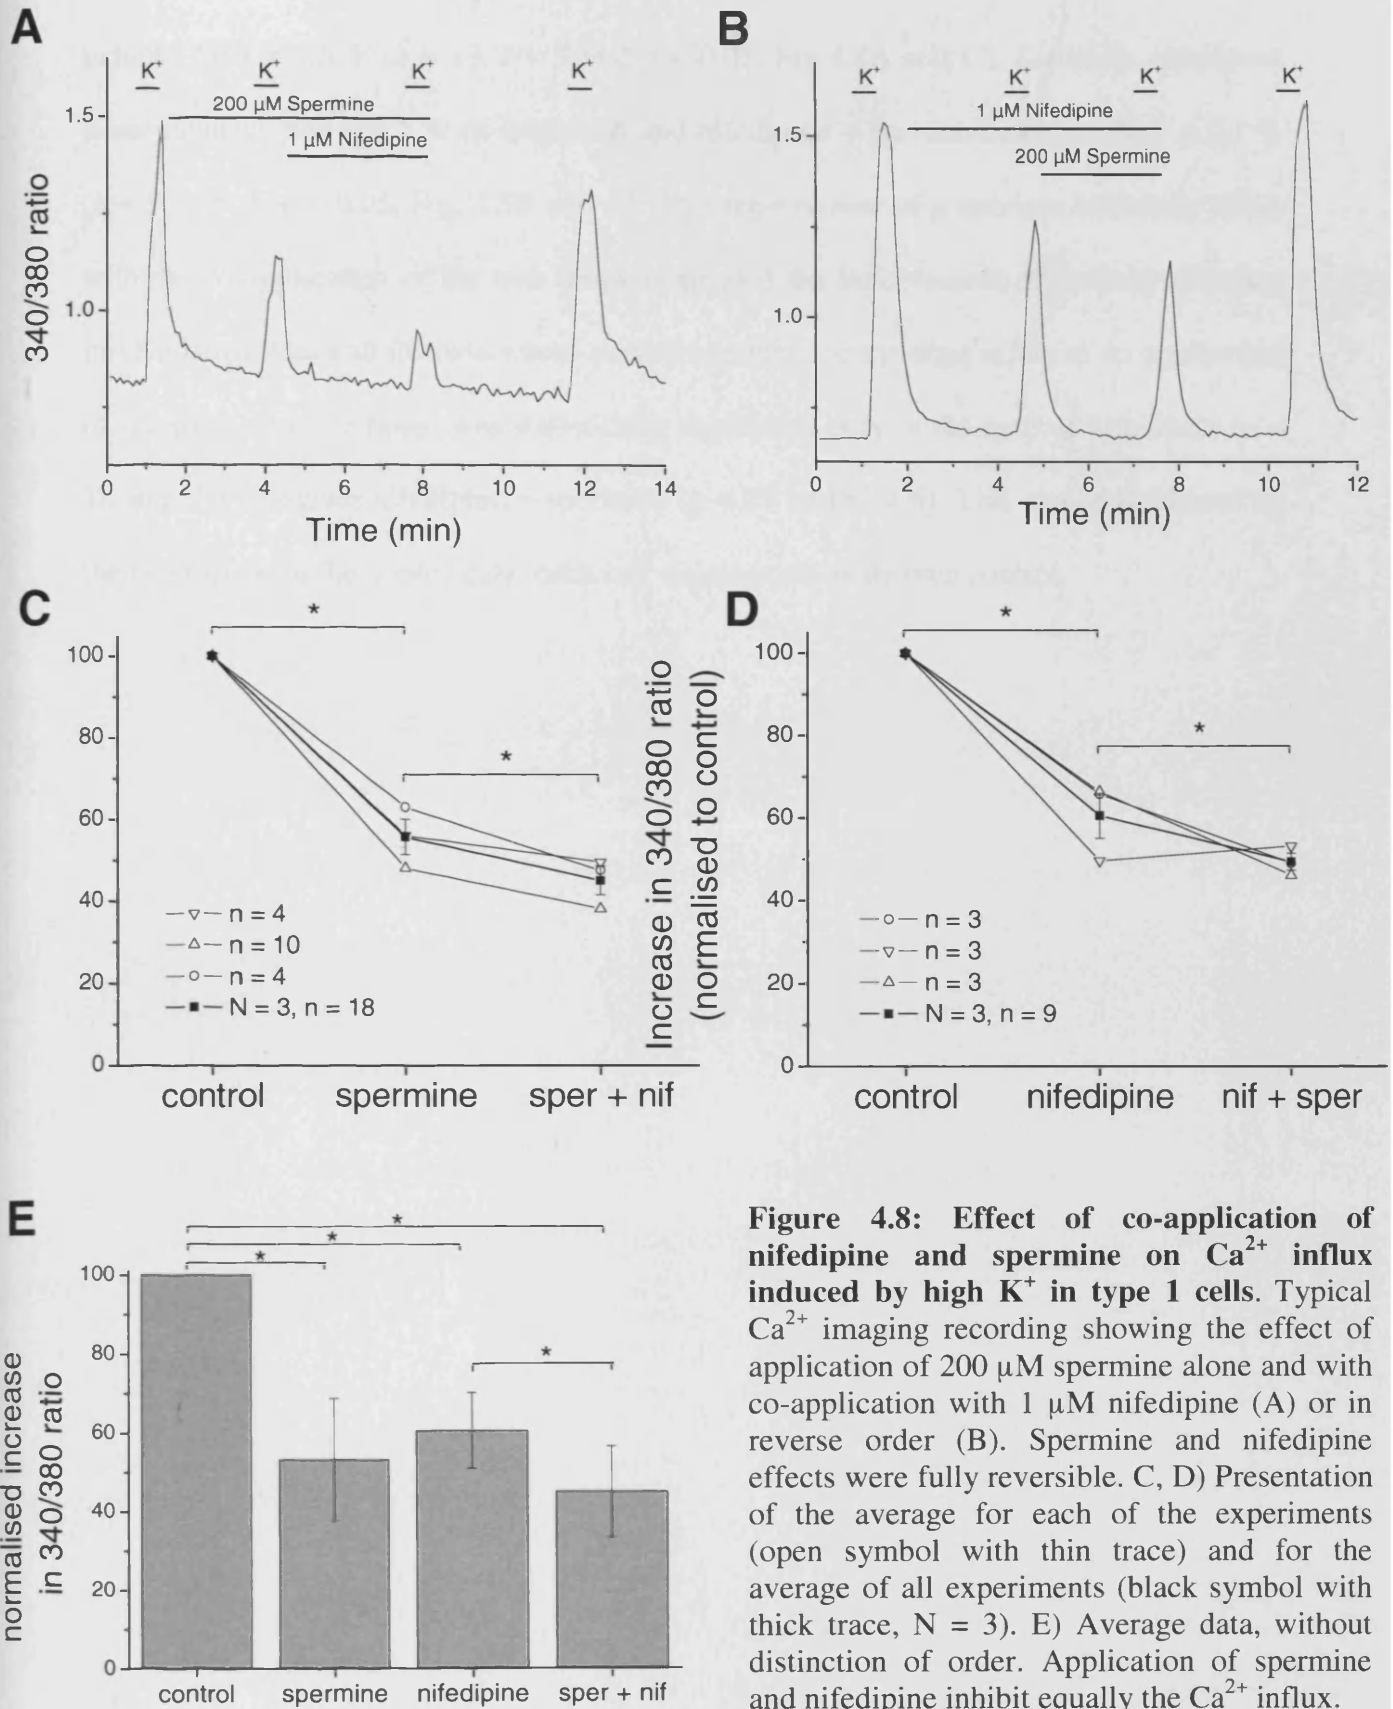 A
K⁺ K⁺ K⁺ K⁺
200 µM Spermine
1 µM Nifedipine
1.5
1.0
340/380 ratio
0 2 4 6 8 10 12 14
Time (min)
B
K⁺ K⁺ K⁺ K⁺
1 µM Nifedipine
200 µM Spermine
1.5
1.0
0 2 4 6 8 10 12
Time (min)
C
*
*
100
80
60
40
20
0
n = 4
n = 10
n = 4
N = 3, n = 18
control spermine sper + nif
D
Increase in 340/380 ratio
(normalised to control)
*
*
100
80
60
40
20
0
n = 3
n = 3
n = 3
N = 3, n = 9
control nifedipine nif + sper
E
normalised increase
in 340/380 ratio
*
*
*
*
100
80
60
40
20
0
control spermine nifedipine sper + nif
Figure 4.8: Effect of co-application of
nifedipine and spermine on Ca²⁺ influx
induced by high K⁺ in type 1 cells. Typical
Ca²⁺ imaging recording showing the effect of
application of 200 µM spermine alone and with
co-application with 1 µM nifedipine (A) or in
reverse order (B). Spermine and nifedipine
effects were fully reversible. C, D) Presentation
of the average for each of the experiments
(open symbol with thin trace) and for the
average of all experiments (black symbol with
thick trace, N = 3). E) Average data, without
distinction of order. Application of spermine
and nifedipine inhibit equally the Ca²⁺ influx.